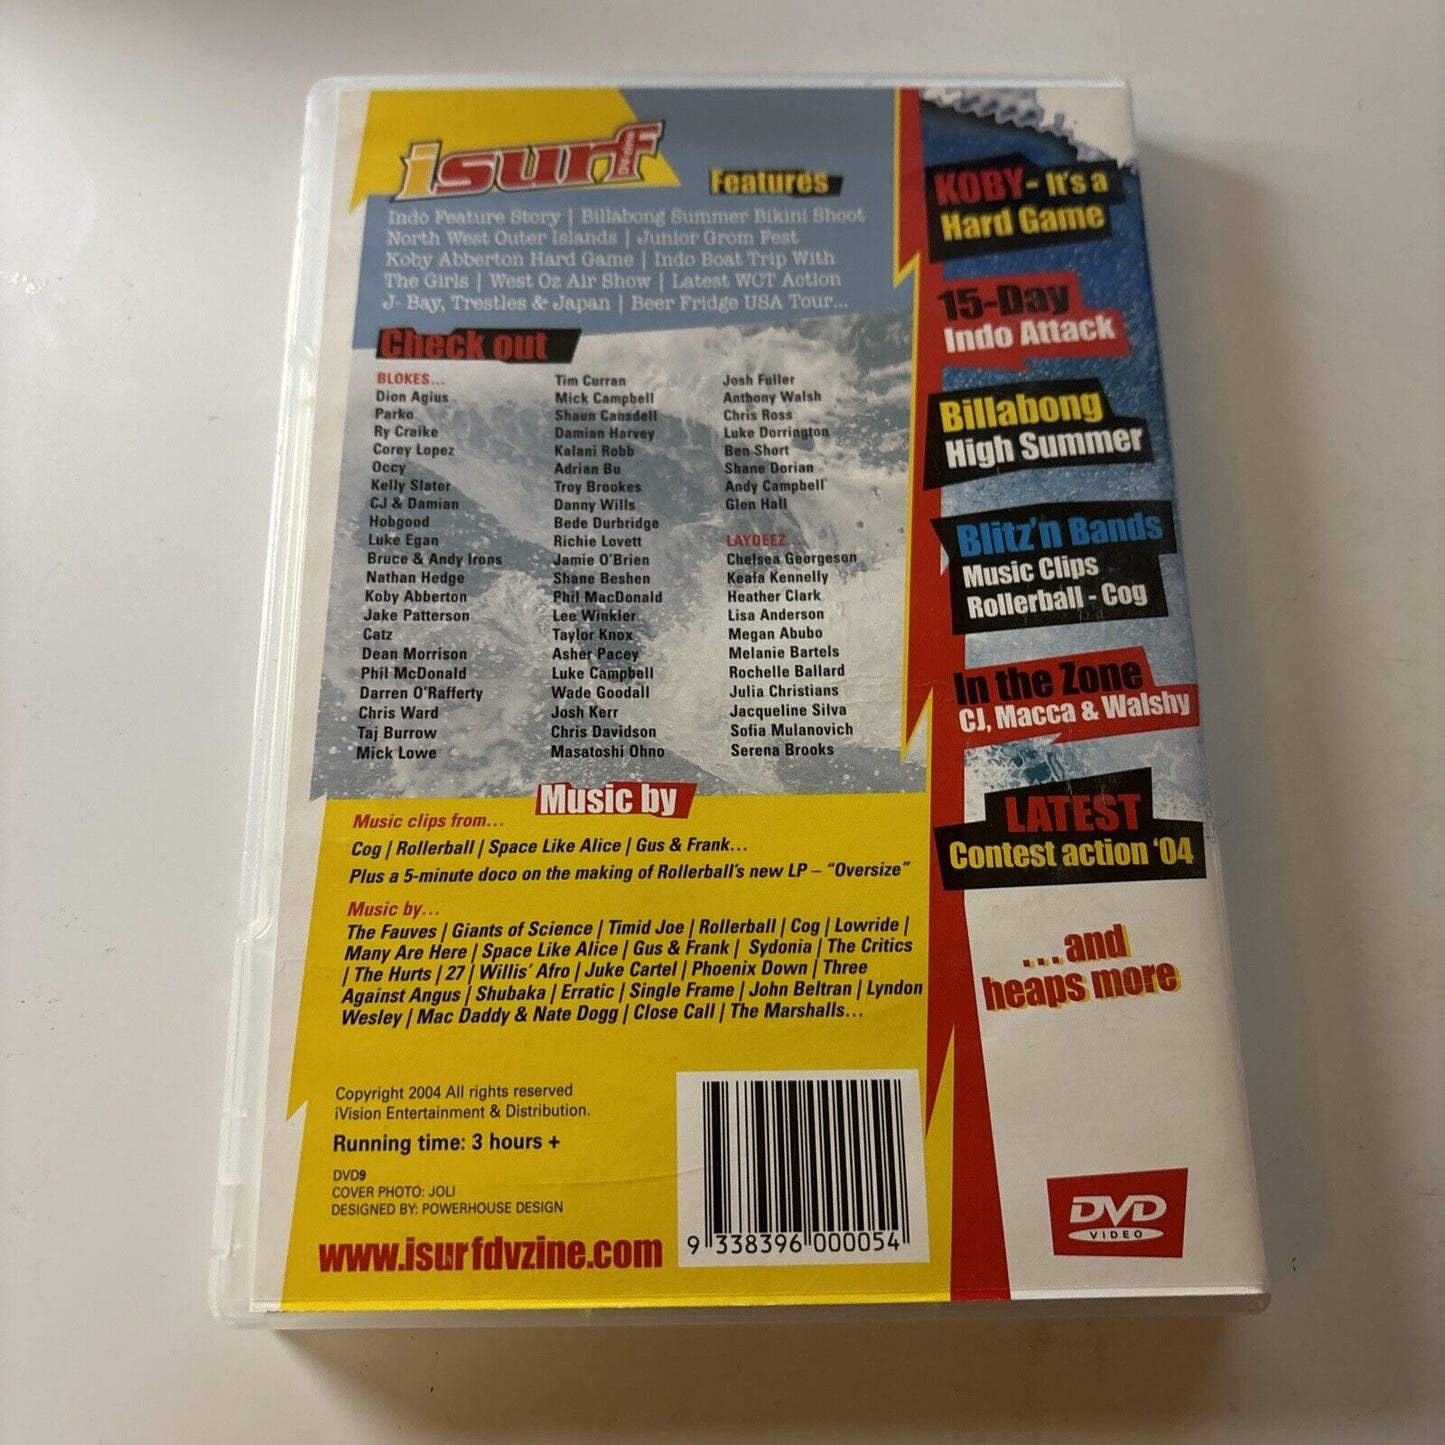 isurf
DV-zine
Features
Indo Feature Story | Billabong Summer Bikini Shoot
North West Outer Islands | Junior Grom Fest
Koby Abberton Hard Game | Indo Boat Trip With
The Girls | West Oz Air Show | Latest WCT Action
J- Bay, Trestles & Japan | Beer Fridge USA Tour...
Check out
BLOKES...
Dion Agius
Parko
Ry Craike
Corey Lopez
Occy
Kelly Slater
CJ & Damian
Hobgood
Luke Egan
Bruce & Andy Irons
Nathan Hedge
Koby Abberton
Jake Patterson
Catz
Dean Morrison
Phil McDonald
Darren O'Rafferty
Chris Ward
Taj Burrow
Mick Lowe
Tim Curran
Mick Campbell
Shaun Cansdell
Damian Harvey
Kalani Robb
Adrian Bu
Troy Brookes
Danny Wills
Bede Durbridge
Richie Lovett
Jamie O'Brien
Shane Beshen
Phil MacDonald
Lee Winkler
Taylor Knox
Asher Pacey
Luke Campbell
Wade Goodall
Josh Kerr
Chris Davidson
Masatoshi Ohno
Josh Fuller
Anthony Walsh
Chris Ross
Luke Dorrington
Ben Short
Shane Dorian
Andy Campbell
Glen Hall
LAYDEEZ...
Chelsea Georgeson
Keala Kennelly
Heather Clark
Lisa Anderson
Megan Abubo
Melanie Bartels
Rochelle Ballard
Julia Christians
Jacqueline Silva
Sofia Mulanovich
Serena Brooks
Music by
Music clips from...
Cog | Rollerball | Space Like Alice | Gus & Frank...
Plus a 5-minute doco on the making of Rollerball's new LP – "Oversize"
Music by...
The Fauves | Giants of Science | Timid Joe | Rollerball | Cog | Lowride |
Many Are Here | Space Like Alice | Gus & Frank | Sydonia | The Critics
| The Hurts | 27 | Willis' Afro | Juke Cartel | Phoenix Down | Three
Against Angus | Shubaka | Erratic | Single Frame | John Beltran | Lyndon
Wesley | Mac Daddy & Nate Dogg | Close Call | The Marshalls...
Copyright 2004 All rights reserved
iVision Entertainment & Distribution.
Running time: 3 hours +
DVD9
COVER PHOTO: JOLI
DESIGNED BY: POWERHOUSE DESIGN
www.isurfdvzine.com
9 338396 000054
KOBY - It's a
Hard Game
15-Day
Indo Attack
Billabong
High Summer
Blitz'n Bands
Music Clips
Rollerball - Cog
In the Zone
CJ, Macca & Walshy
LATEST
Contest action '04
...and
heaps more
DVD
VIDEO